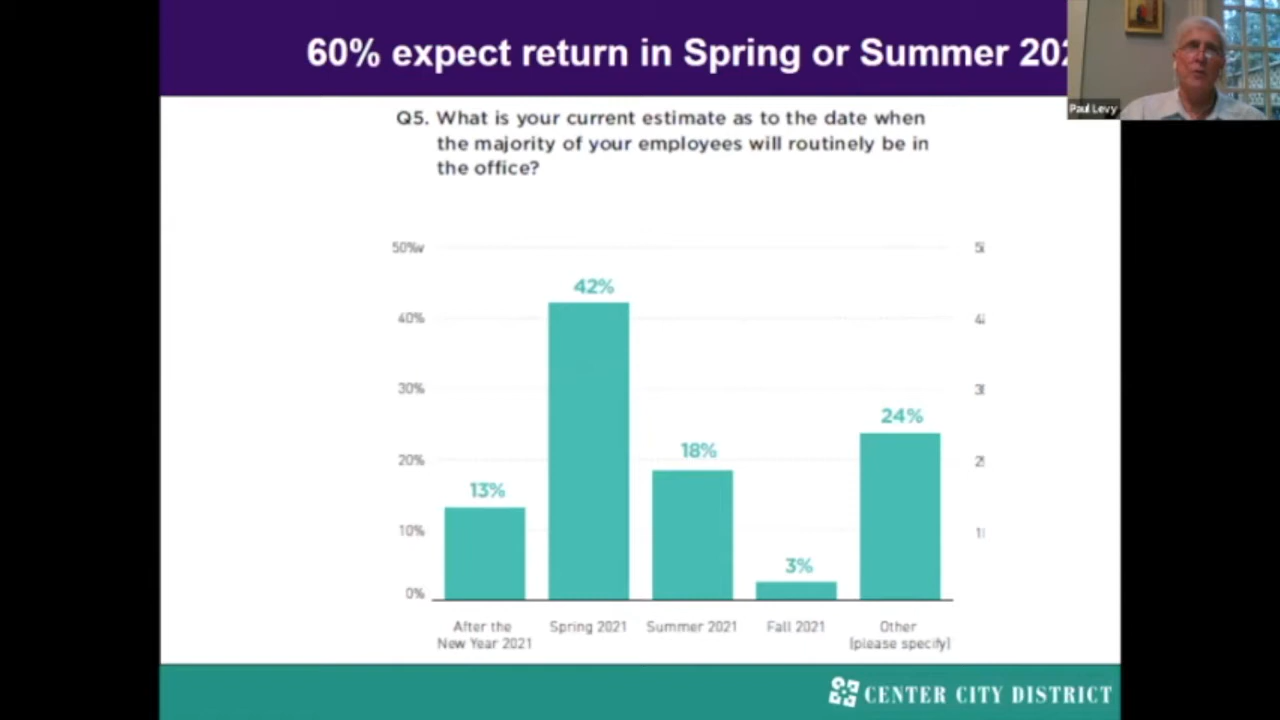 60% expect return in Spring or Summer 202
Paul Levy
Q5. What is your current estimate as to the date when
the majority of your employees will routinely be in
the office?
50%v
40%
30%
20%
10%
0%
42%
24%
18%
13%
3%
After the
New Year 2021
Spring 2021
Summer 2021
Fall 2021
Other
(please specify)
CENTER CITY DISTRICT